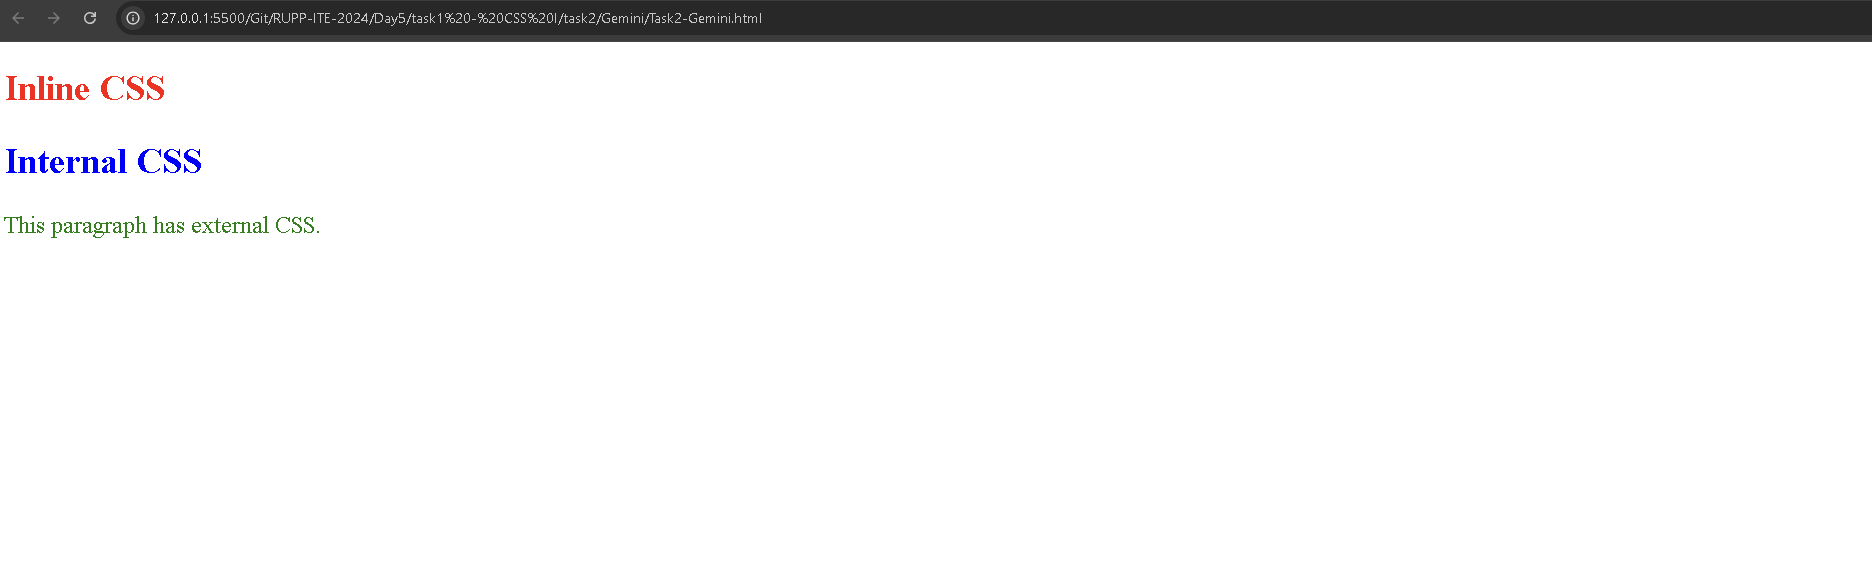 127.0.0.1:5500/Git/RUPP-ITE-2024/Day5/task1%20-%20CSS%20I/task2/Gemini/Task2-Gemini.html
Inline CSS
Internal CSS
This paragraph has external CSS.